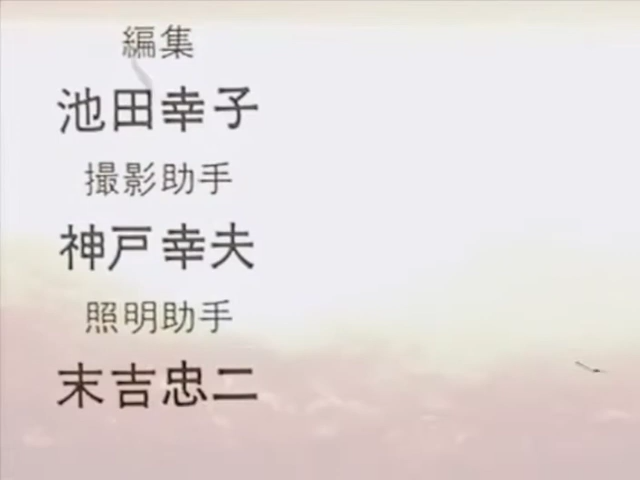 編集
池田幸子
撮影助手
神戸幸夫
照明助手
末吉忠二